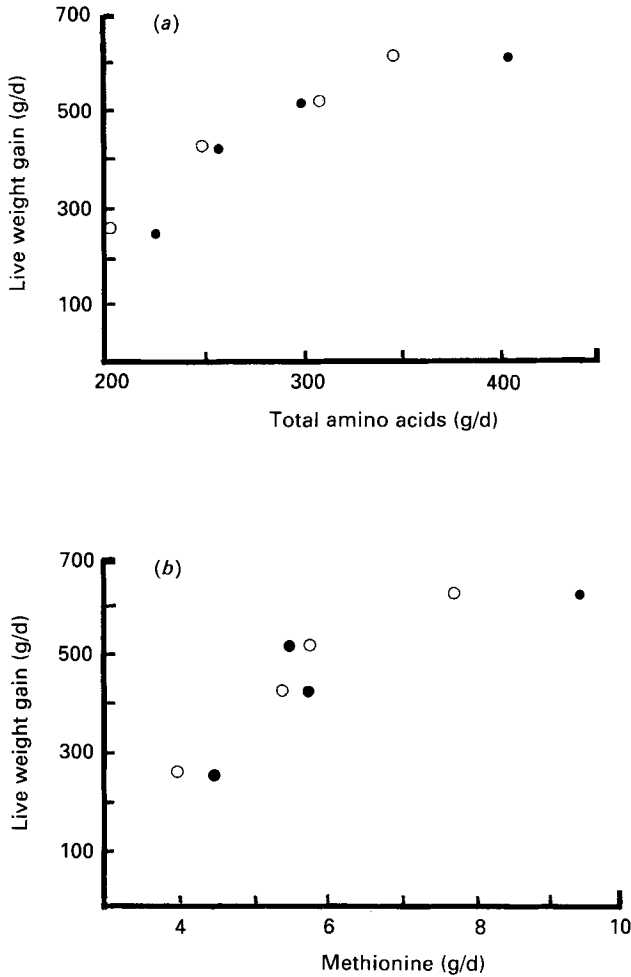 (a)
Live weight gain (g/d)
700
500
300
100
200
300
400
Total amino acids (g/d)
(b)
Live weight gain (g/d)
700
500
300
100
4
6
8
10
Methionine (g/d)